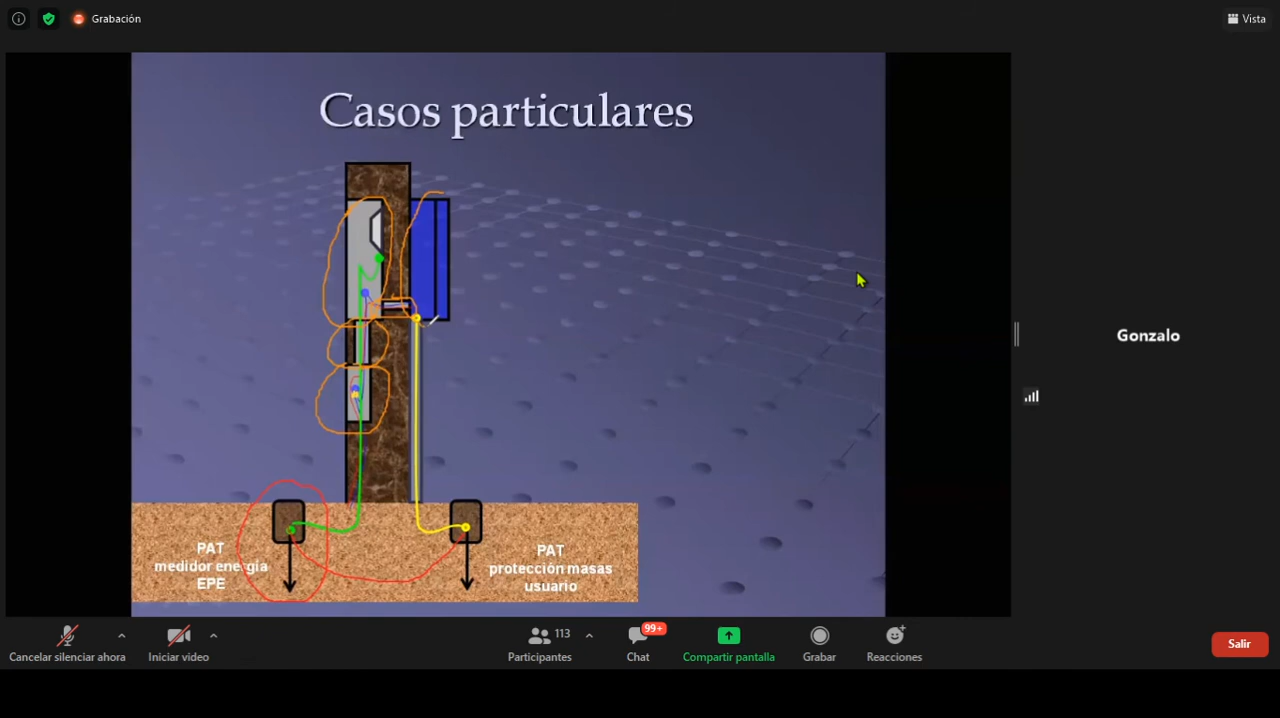 Grabación
Vista
Casos particulares
Gonzalo
PAT
medidor energía
EPE
PAT
protección masas
usuario
Cancelar silenciar ahora
Iniciar video
113
Participantes
99+
Chat
Compartir pantalla
Grabar
Reacciones
Salir